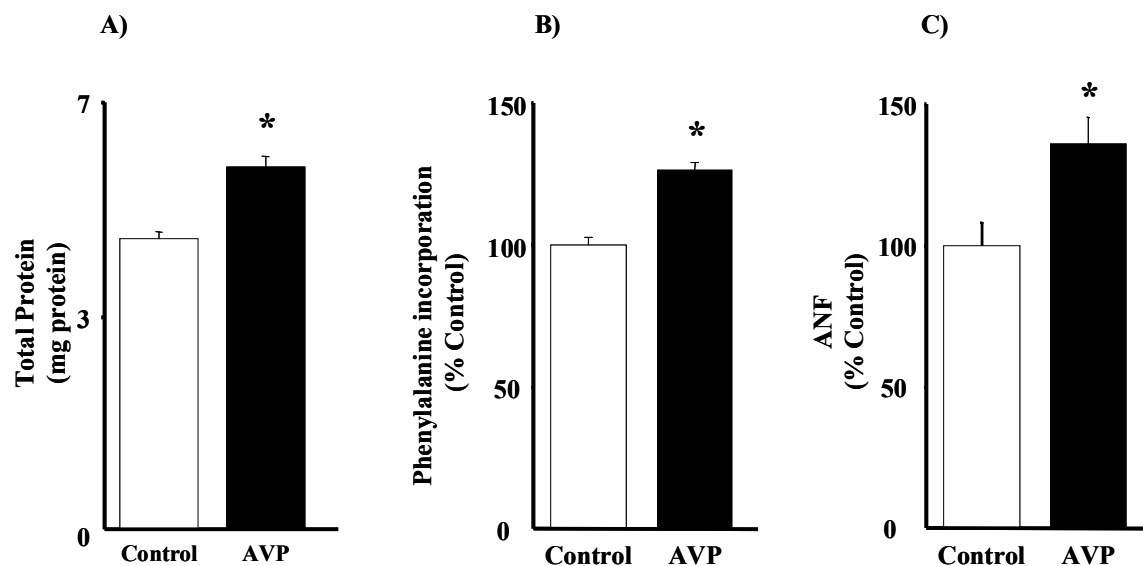 A)
Total Protein
(mg protein)
7
3
0
*
Control
AVP
B)
Phenylalanine incorporation
(% Control)
150
100
50
0
*
Control
AVP
C)
ANF
(% Control)
150
100
50
0
*
Control
AVP